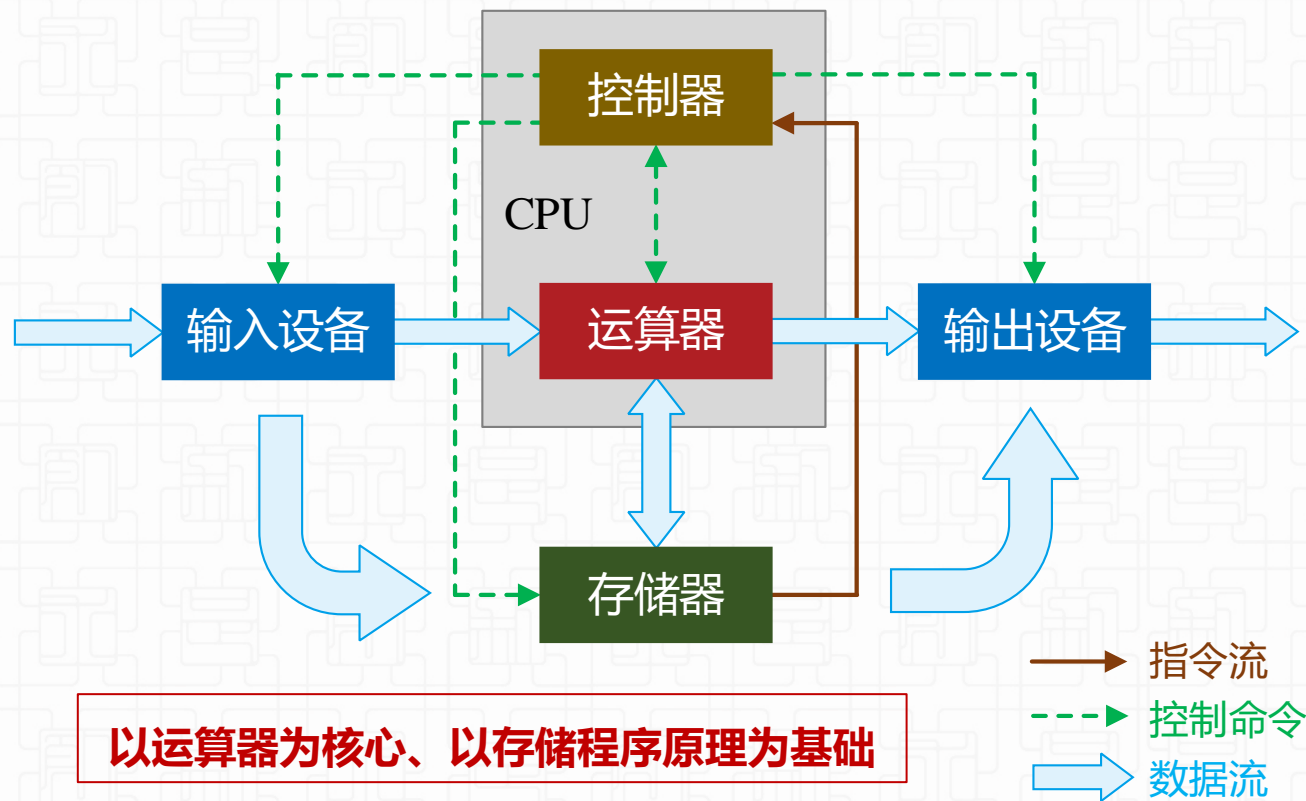 控制器
CPU
输入设备
运算器
输出设备
存储器
指令流
控制命令
数据流
以运算器为核心、以存储程序原理为基础